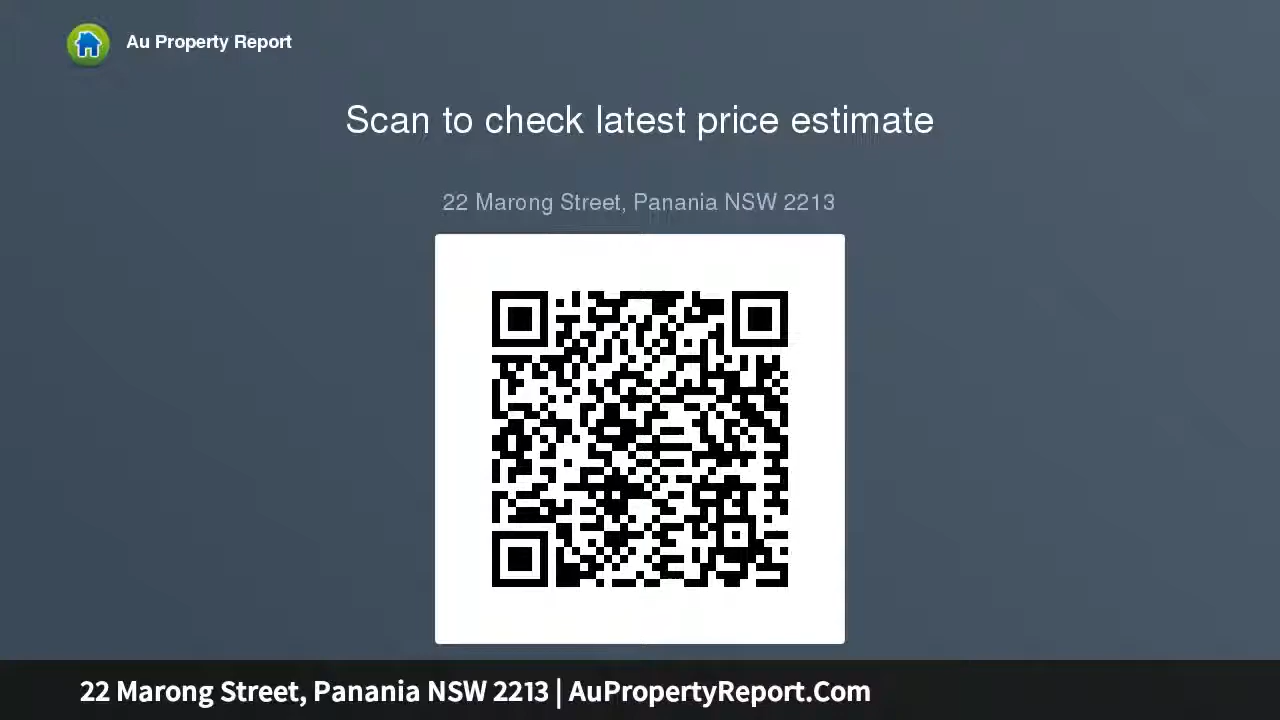 Au Property Report
Scan to check latest price estimate
22 Marong Street, Panania NSW 2213
22 Marong Street, Panania NSW 2213 | AuPropertyReport.Com